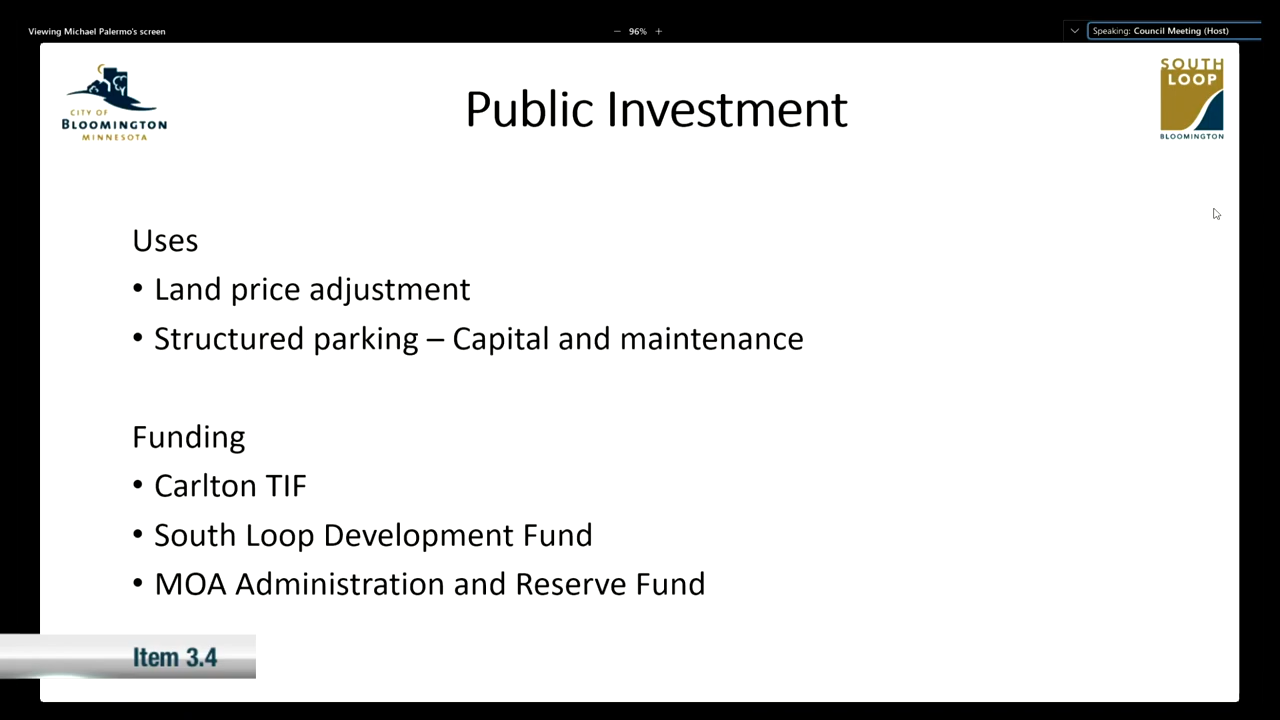 Viewing Michael Palermo's screen
− 96% +
Speaking: Council Meeting (Host)
CITY OF
BLOOMINGTON
MINNESOTA
Public Investment
SOUTH
LOOP
BLOOMINGTON
Uses
• Land price adjustment
• Structured parking – Capital and maintenance
Funding
• Carlton TIF
• South Loop Development Fund
• MOA Administration and Reserve Fund
Item 3.4